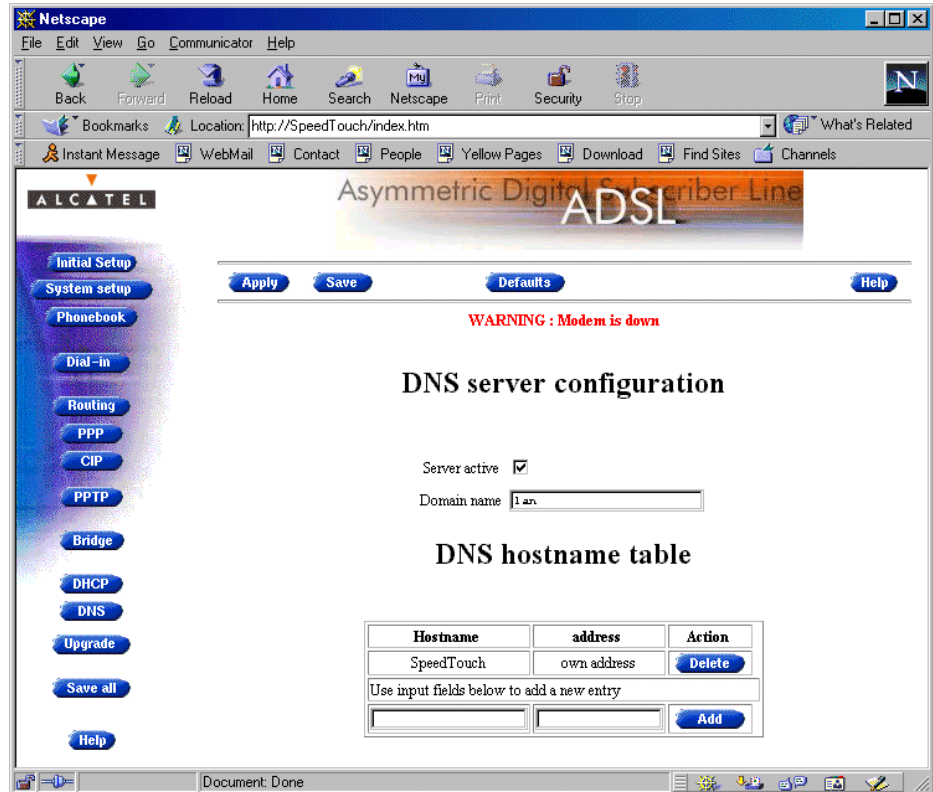 Netscape
File Edit View Go Communicator Help
Back Forward Reload Home Search Netscape Print Security Stop
My
N
Bookmarks Location: http://SpeedTouch/index.htm What's Related
Instant Message WebMail Contact People Yellow Pages Download Find Sites Channels
ALCATEL
Asymmetric Digital Subscriber Line
ADSL
Initial Setup
System setup
Phonebook
Dial-in
Routing
PPP
CIP
PPTP
Bridge
DHCP
DNS
Upgrade
Save all
Help
Apply Save Defaults Help
WARNING : Modem is down
DNS server configuration
Server active
Domain name lan
DNS hostname table
Hostname address Action
SpeedTouch own address Delete
Use input fields below to add a new entry
Add
Document: Done